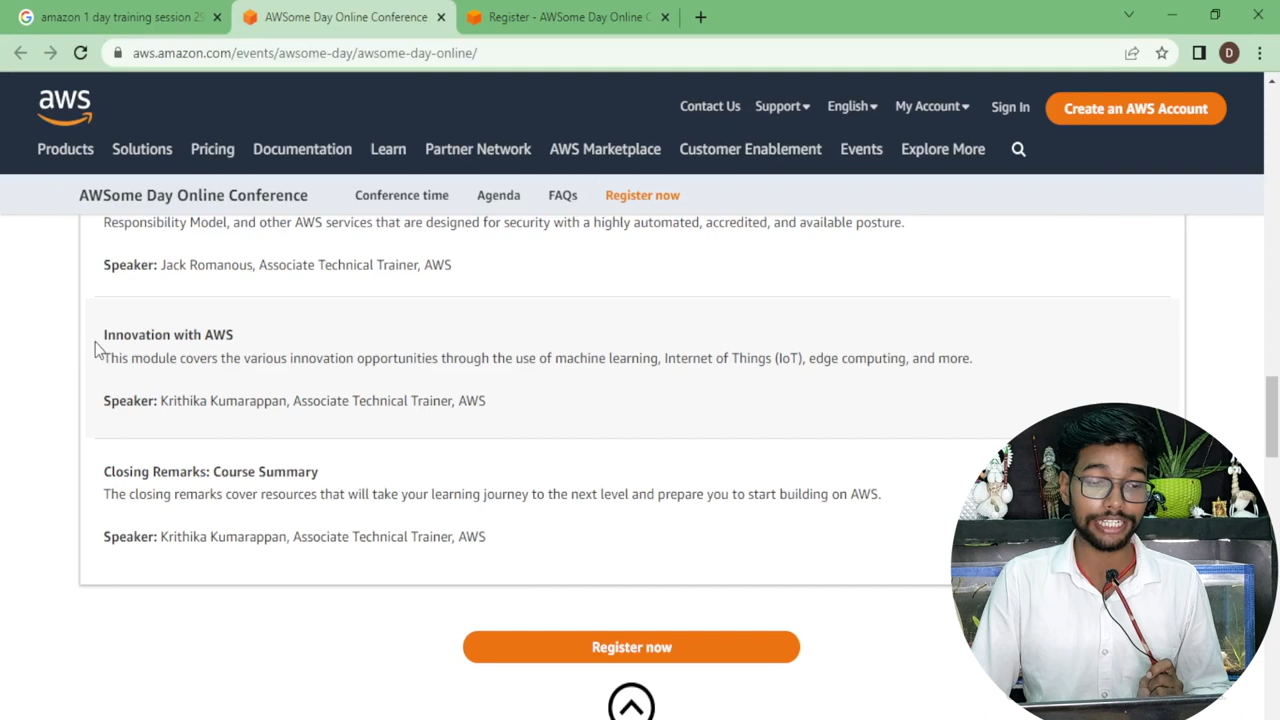 amazon 1 day training session 29
AWSome Day Online Conference
Register - AWSome Day Online C
aws.amazon.com/events/awsome-day/awsome-day-online/
D
aws
Contact Us Support English My Account Sign In Create an AWS Account
Products Solutions Pricing Documentation Learn Partner Network AWS Marketplace Customer Enablement Events Explore More
AWSome Day Online Conference Conference time Agenda FAQs Register now
Responsibility Model, and other AWS services that are designed for security with a highly automated, accredited, and available posture.
Speaker: Jack Romanous, Associate Technical Trainer, AWS
Innovation with AWS
This module covers the various innovation opportunities through the use of machine learning, Internet of Things (IoT), edge computing, and more.
Speaker: Krithika Kumarappan, Associate Technical Trainer, AWS
Closing Remarks: Course Summary
The closing remarks cover resources that will take your learning journey to the next level and prepare you to start building on AWS.
Speaker: Krithika Kumarappan, Associate Technical Trainer, AWS
Register now